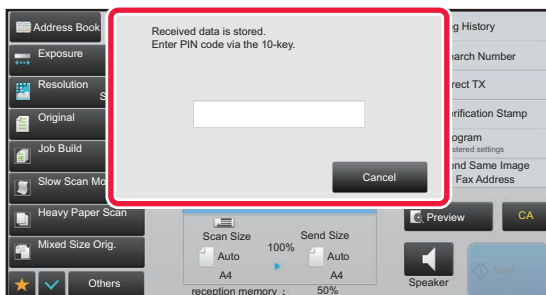 Address Book
Exposure
Resolution
S
Original
Job Build
Slow Scan Mo
Heavy Paper Scan
Mixed Size Orig.
Others
Received data is stored.
Enter PIN code via the 10-key.
Cancel
Scan Size
Send Size
100%
Auto
Auto
A4
A4
reception memory : 50%
g History
arch Number
rect TX
rification Stamp
ogram
stered settings
end Same Image
Fax Address
Preview
CA
Speaker
Start